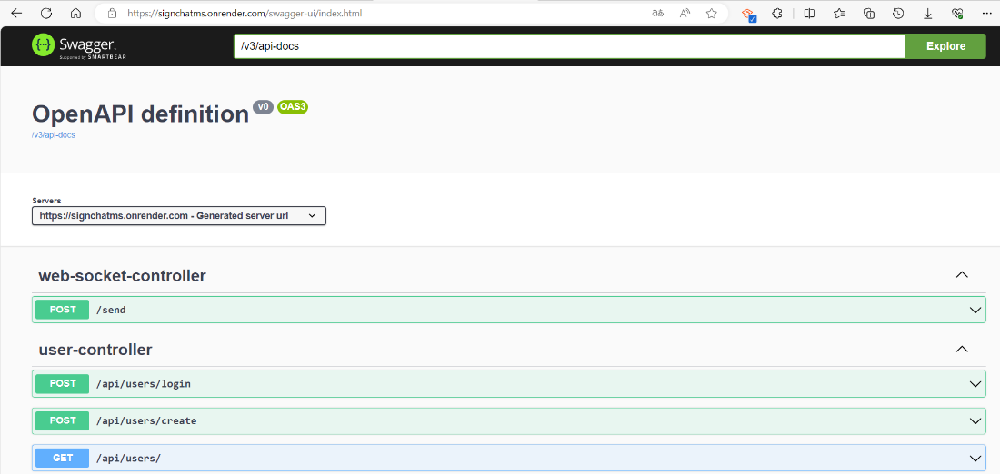 https://signchatms.onrender.com/swagger-ui/index.html
Swagger.
Supported by SMARTBEAR
/v3/api-docs
Explore
OpenAPI definition v0 OAS3
/v3/api-docs
Servers
https://signchatms.onrender.com - Generated server url
web-socket-controller
POST /send
user-controller
POST /api/users/login
POST /api/users/create
GET /api/users/